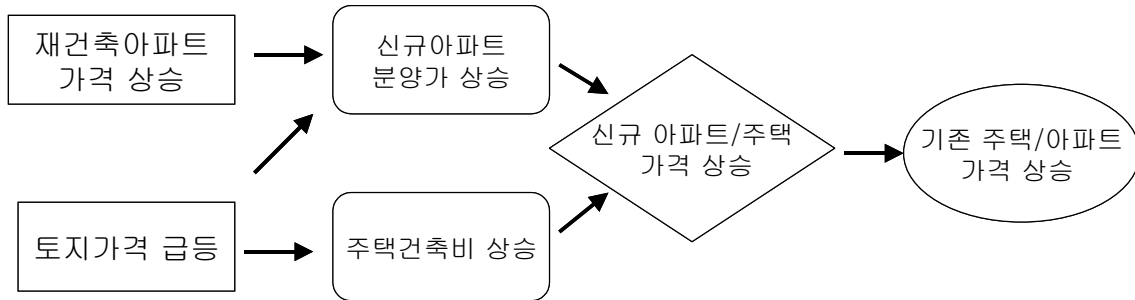 재건축아파트
가격 상승
신규아파트
분양가 상승
신규 아파트/주택
가격 상승
기존 주택/아파트
가격 상승
토지가격 급등
주택건축비 상승